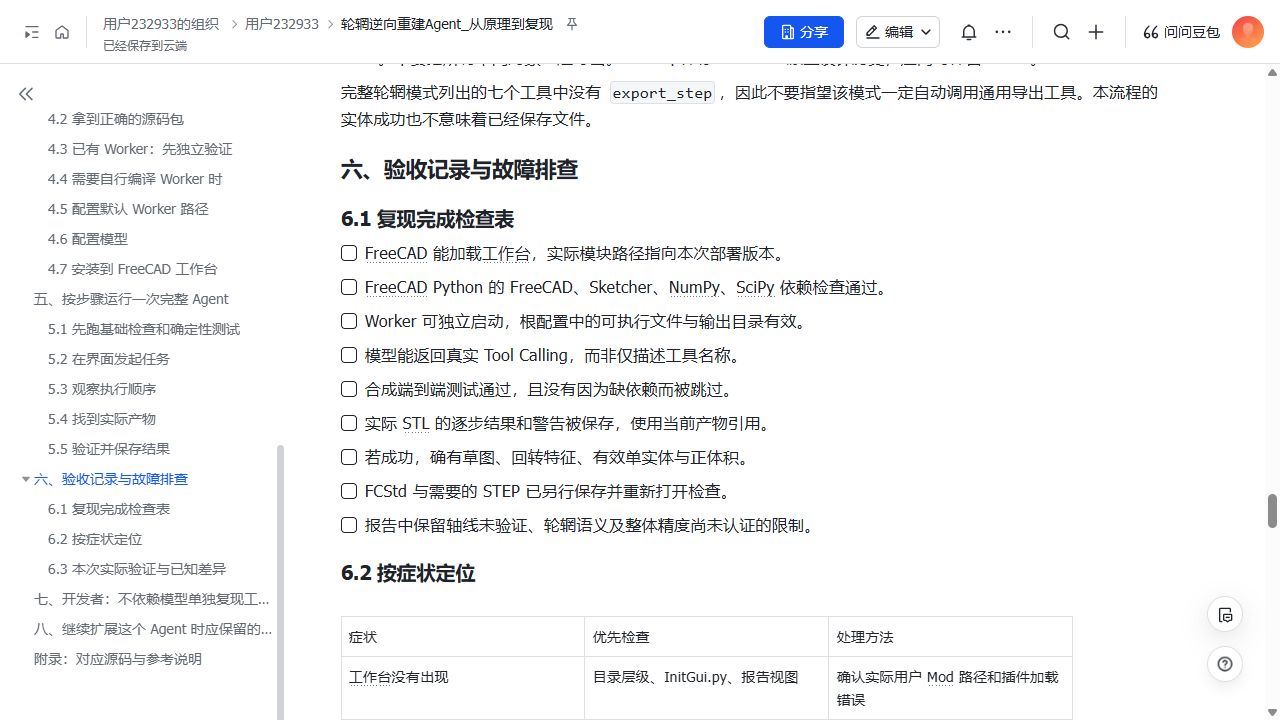 用户232933的组织 > 用户232933 > 轮辋逆向重建Agent_从原理到复现
已经保存到云端
分享
编辑
问问豆包
4.2 拿到正确的源码包
4.3 已有 Worker：先独立验证
4.4 需要自行编译 Worker 时
4.5 配置默认 Worker 路径
4.6 配置模型
4.7 安装到 FreeCAD 工作台
五、按步骤运行一次完整 Agent
5.1 先跑基础检查和确定性测试
5.2 在界面发起任务
5.3 观察执行顺序
5.4 找到实际产物
5.5 验证并保存结果
六、验收记录与故障排查
6.1 复现完成检查表
6.2 按症状定位
6.3 本次实际验证与已知差异
七、开发者：不依赖模型单独复现工...
八、继续扩展这个 Agent 时应保留的...
附录：对应源码与参考说明
完整轮辋模式列出的七个工具中没有 export_step ，因此不要指望该模式一定自动调用通用导出工具。本流程的
实体成功也不意味着已经保存文件。
六、验收记录与故障排查
6.1 复现完成检查表
FreeCAD 能加载工作台，实际模块路径指向本次部署版本。
FreeCAD Python 的 FreeCAD、Sketcher、NumPy、SciPy 依赖检查通过。
Worker 可独立启动，根配置中的可执行文件与输出目录有效。
模型能返回真实 Tool Calling，而非仅描述工具名称。
合成端到端测试通过，且没有因为缺依赖而被跳过。
实际 STL 的逐步结果和警告被保存，使用当前产物引用。
若成功，确有草图、回转特征、有效单实体与正体积。
FCStd 与需要的 STEP 已另行保存并重新打开检查。
报告中保留轴线未验证、轮辋语义及整体精度尚未认证的限制。
6.2 按症状定位
症状
优先检查
处理方法
工作台没有出现
目录层级、InitGui.py、报告视图
确认实际用户 Mod 路径和插件加载
错误